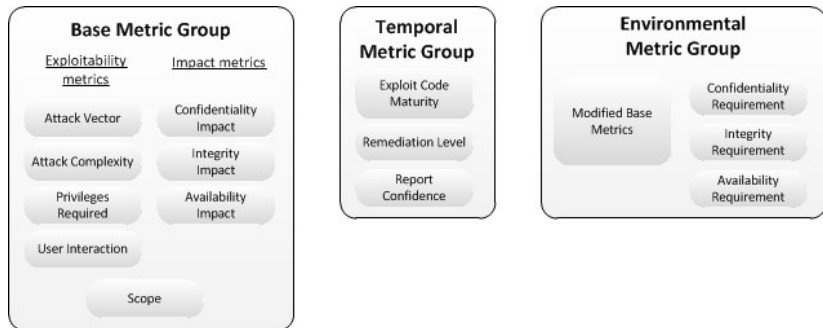 Base Metric Group
Exploitability
metrics
Attack Vector
Attack Complexity
Privileges
Required
User Interaction
Impact metrics
Confidentiality
Impact
Integrity
Impact
Availability
Impact
Scope
Temporal
Metric Group
Exploit Code
Maturity
Remediation Level
Report
Confidence
Environmental
Metric Group
Modified Base
Metrics
Confidentiality
Requirement
Integrity
Requirement
Availability
Requirement